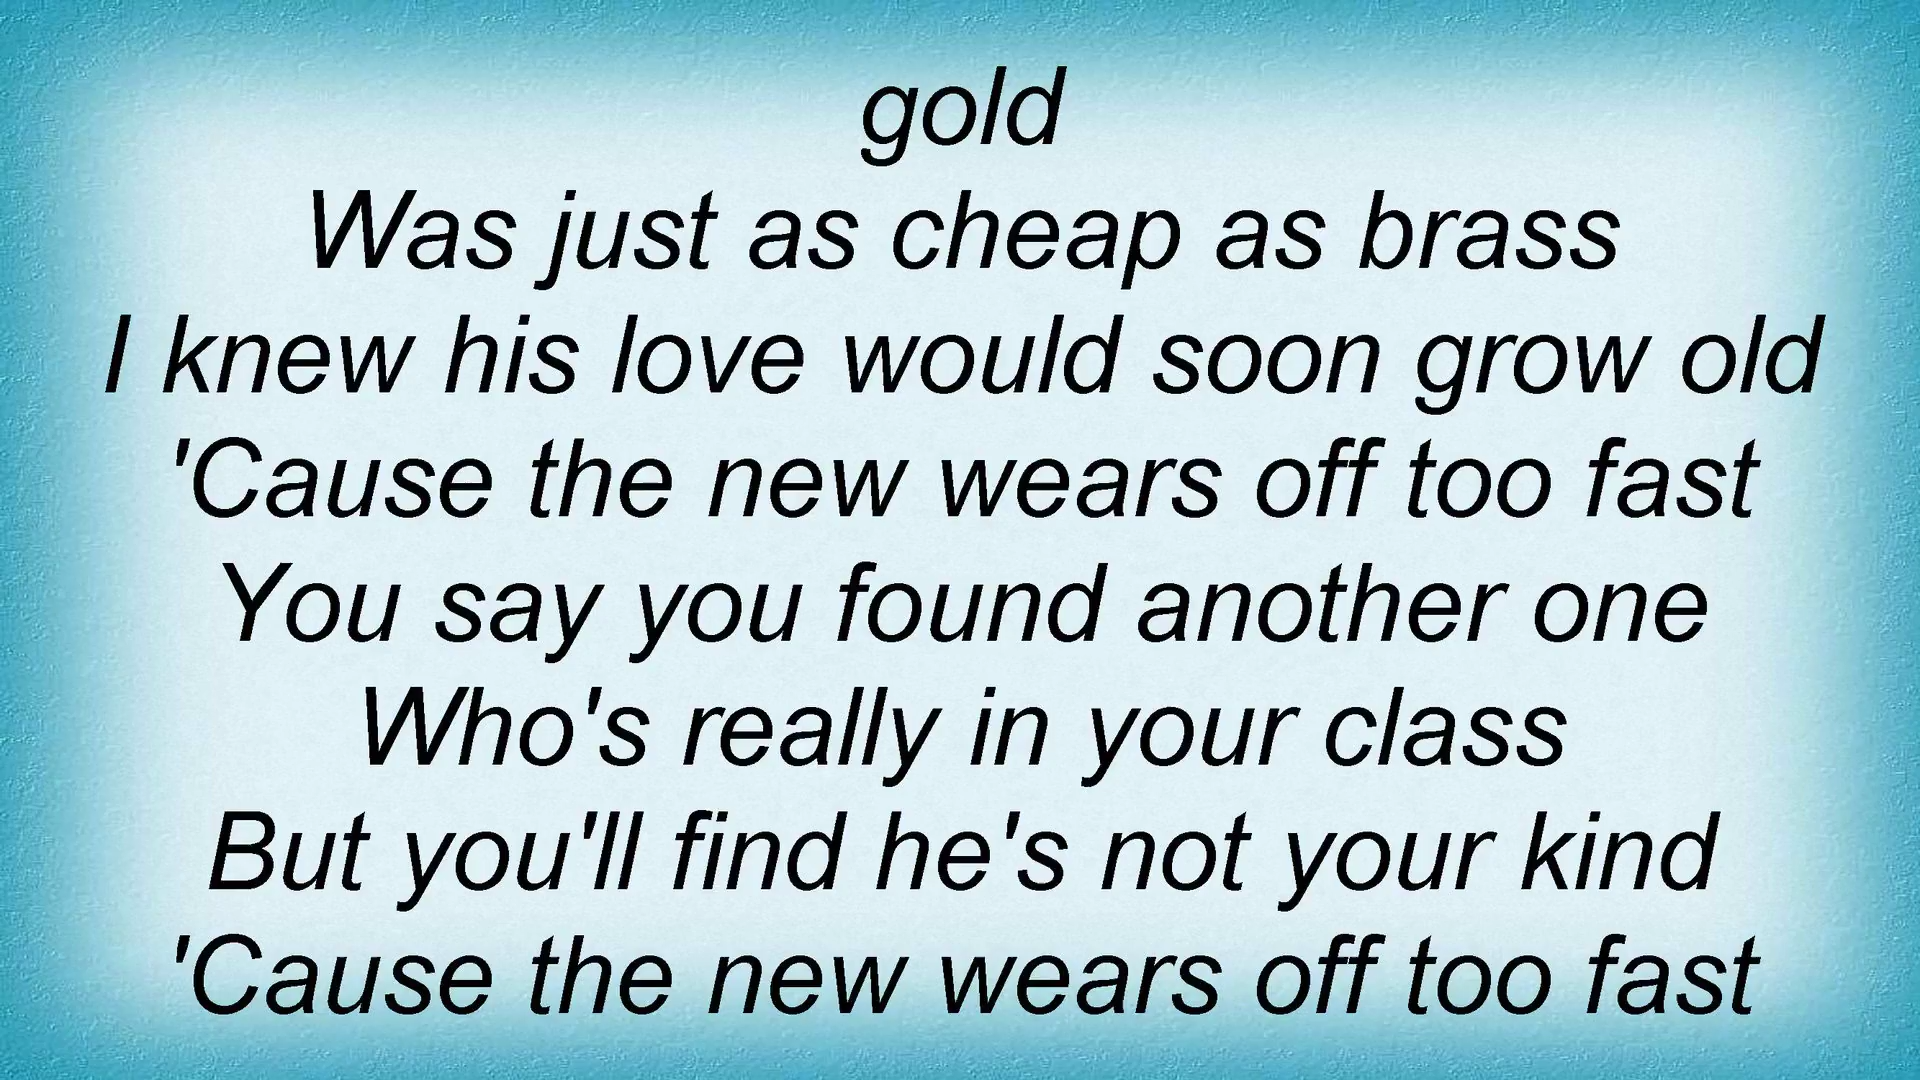 gold
Was just as cheap as brass
I knew his love would soon grow old
'Cause the new wears off too fast
You say you found another one
Who's really in your class
But you'll find he's not your kind
'Cause the new wears off too fast